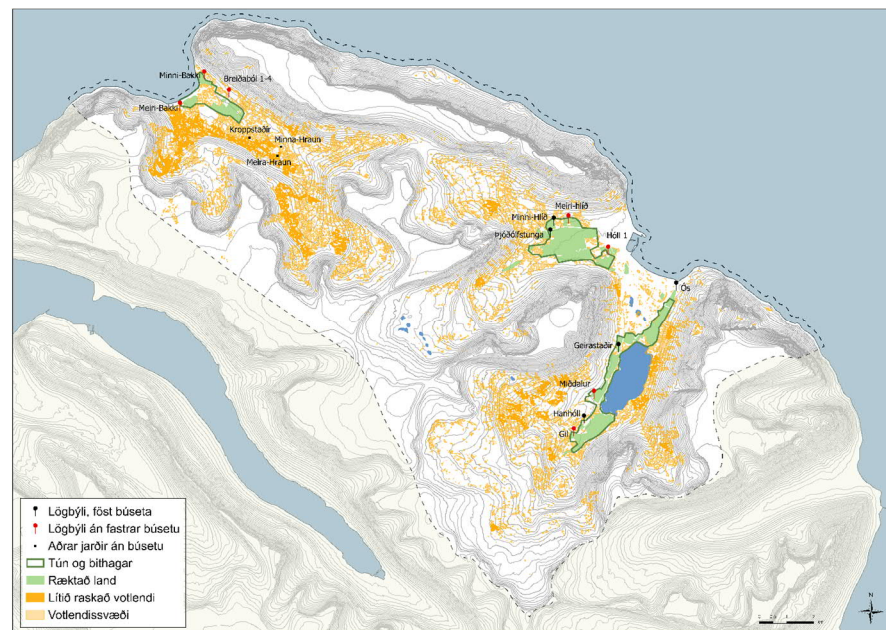 Minni-Bakki
Breiðaból 1-4
Meiri-Bakki
Kroppstaðir
Minna-Hraun
Meira-Hraun
Meiri-hlíð
Minni-Hlíð
Þjóðólfstunga
Hóll 1
Ós
Geirastaðir
Miðdalur
Hanhóll
Gil
Lögbýli, föst búseta
Lögbýli án fastrar búsetu
Aðrar jarðir án búsetu
Tún og bithagar
Ræktað land
Lítið raskað votlendi
Votlendissvæði
N